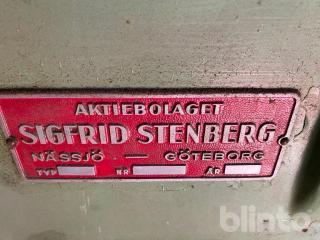 AKTIEBOLAGET
SIGFRID STENBERG
NÄSSJÖ — GÖTEBORG
TYP NR ÅR
blinto